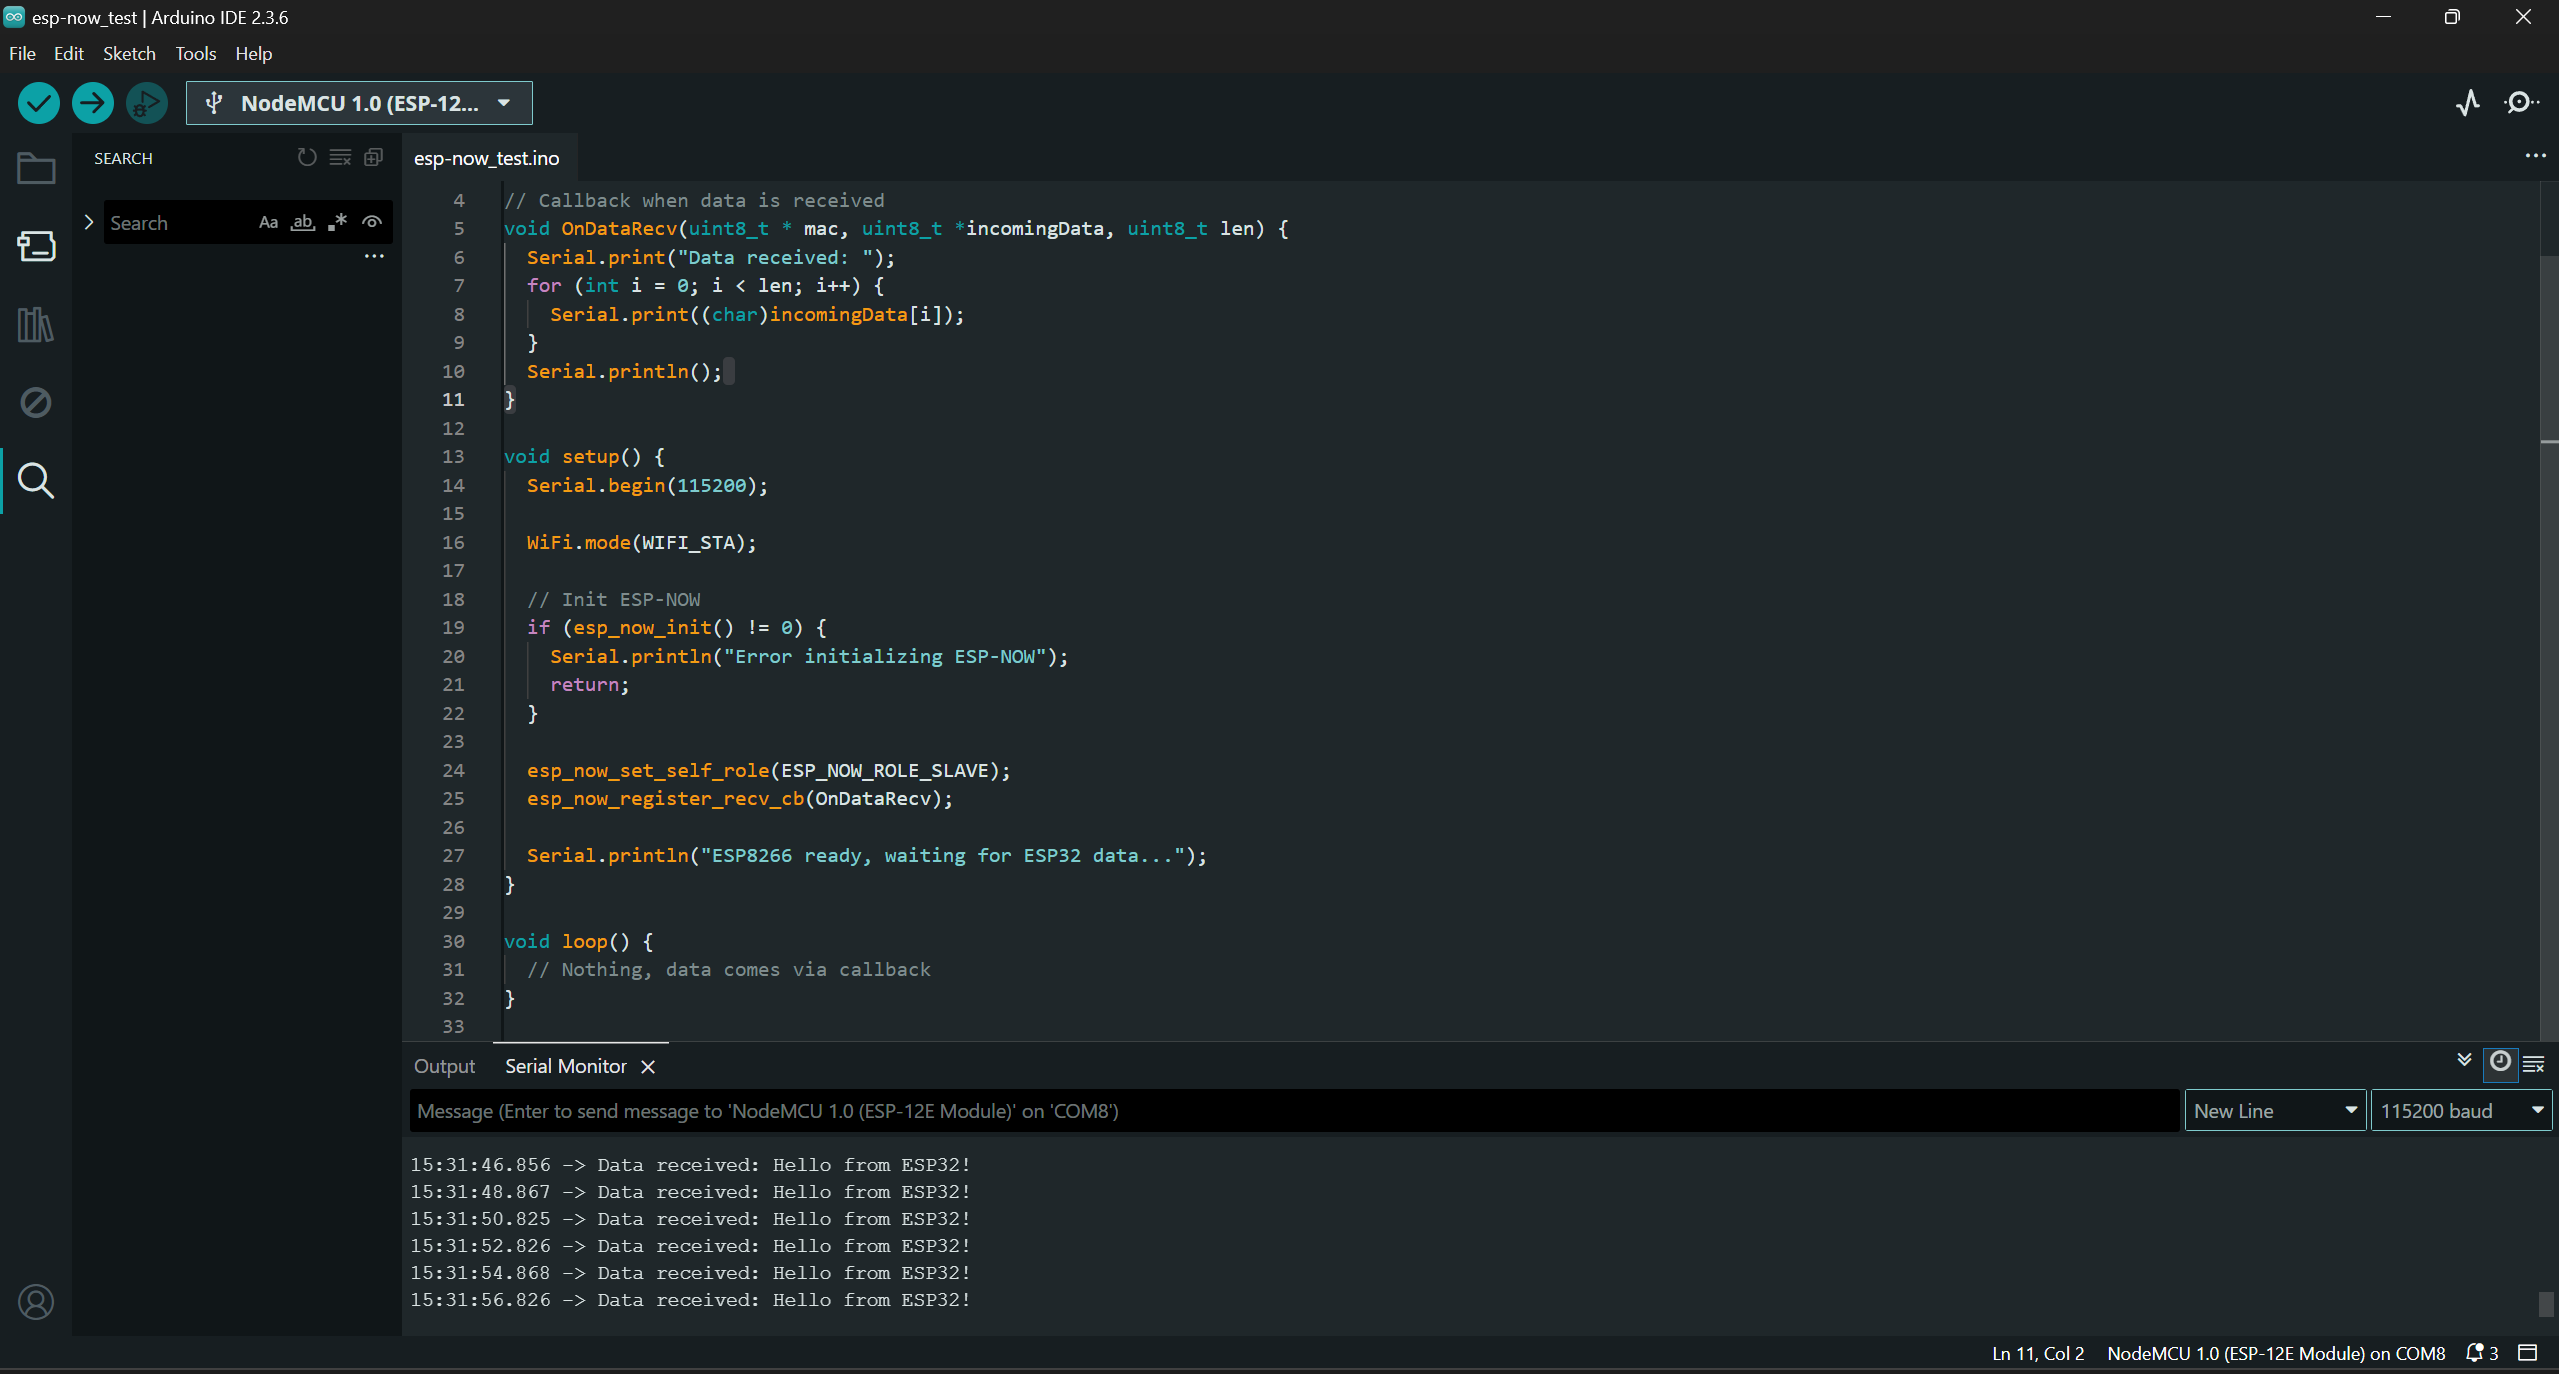 esp-now_test | Arduino IDE 2.3.6
File Edit Sketch Tools Help
NodeMCU 1.0 (ESP-12...
SEARCH
Search Aa ab, .*
esp-now_test.ino
4 // Callback when data is received
5 void OnDataRecv(uint8_t * mac, uint8_t *incomingData, uint8_t len) {
6 Serial.print("Data received: ");
7 for (int i = 0; i < len; i++) {
8 Serial.print((char)incomingData[i]);
9 }
10 Serial.println();
11 }
12
13 void setup() {
14 Serial.begin(115200);
15
16 WiFi.mode(WIFI_STA);
17
18 // Init ESP-NOW
19 if (esp_now_init() != 0) {
20 Serial.println("Error initializing ESP-NOW");
21 return;
22 }
23
24 esp_now_set_self_role(ESP_NOW_ROLE_SLAVE);
25 esp_now_register_recv_cb(OnDataRecv);
26
27 Serial.println("ESP8266 ready, waiting for ESP32 data...");
28 }
29
30 void loop() {
31 // Nothing, data comes via callback
32 }
33
Output Serial Monitor
Message (Enter to send message to 'NodeMCU 1.0 (ESP-12E Module)' on 'COM8') New Line 115200 baud
15:31:46.856 -> Data received: Hello from ESP32!
15:31:48.867 -> Data received: Hello from ESP32!
15:31:50.825 -> Data received: Hello from ESP32!
15:31:52.826 -> Data received: Hello from ESP32!
15:31:54.868 -> Data received: Hello from ESP32!
15:31:56.826 -> Data received: Hello from ESP32!
Ln 11, Col 2 NodeMCU 1.0 (ESP-12E Module) on COM8 3